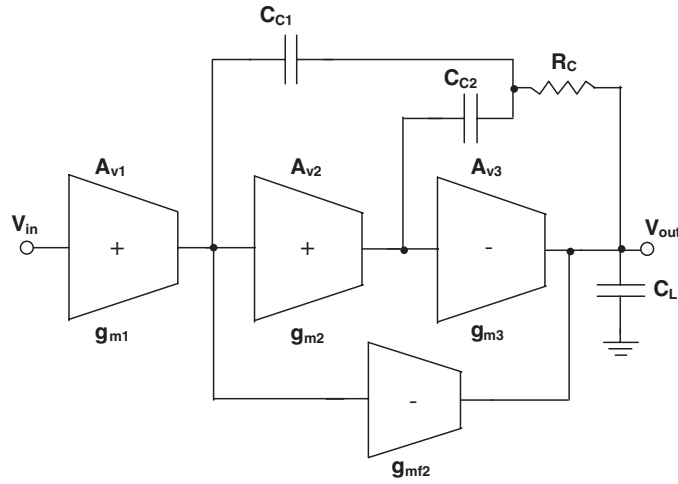 C_C1
R_C
C_C2
A_v1
A_v2
A_v3
V_in
V_out
+
+
-
C_L
g_m1
g_m2
g_m3
-
g_mf2